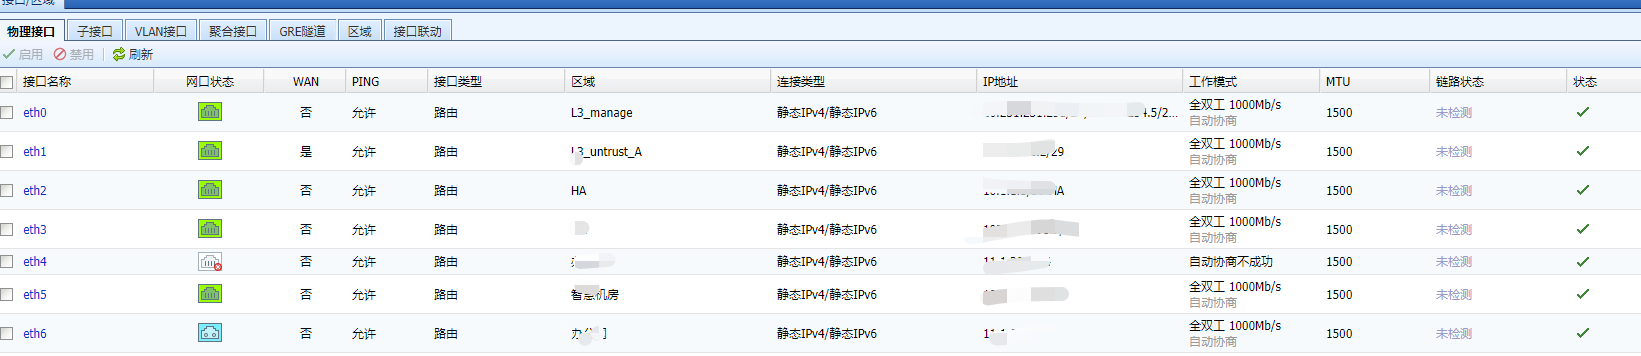 接口/区域
物理接口 子接口 VLAN接口 聚合接口 GRE隧道 区域 接口联动
启用 禁用 刷新
接口名称 网口状态 WAN PING 接口类型 区域 连接类型 IP地址 工作模式 MTU 链路状态 状态
eth0 否 允许 路由 L3_manage 静态IPv4/静态IPv6 4.5/2... 全双工 1000Mb/s 1500 未检测
自动协商
eth1 是 允许 路由 L3_untrust_A 静态IPv4/静态IPv6 /29 全双工 1000Mb/s 1500 未检测
自动协商
eth2 否 允许 路由 HA 静态IPv4/静态IPv6 全双工 1000Mb/s 1500 未检测
自动协商
eth3 否 允许 路由 静态IPv4/静态IPv6 全双工 1000Mb/s 1500 未检测
自动协商
eth4 否 允许 路由 静态IPv4/静态IPv6 自动协商不成功 1500 未检测
eth5 否 允许 路由 智慧机房 静态IPv4/静态IPv6 全双工 1000Mb/s 1500 未检测
自动协商
eth6 否 允许 路由 静态IPv4/静态IPv6 11.1 全双工 1000Mb/s 1500 未检测
自动协商